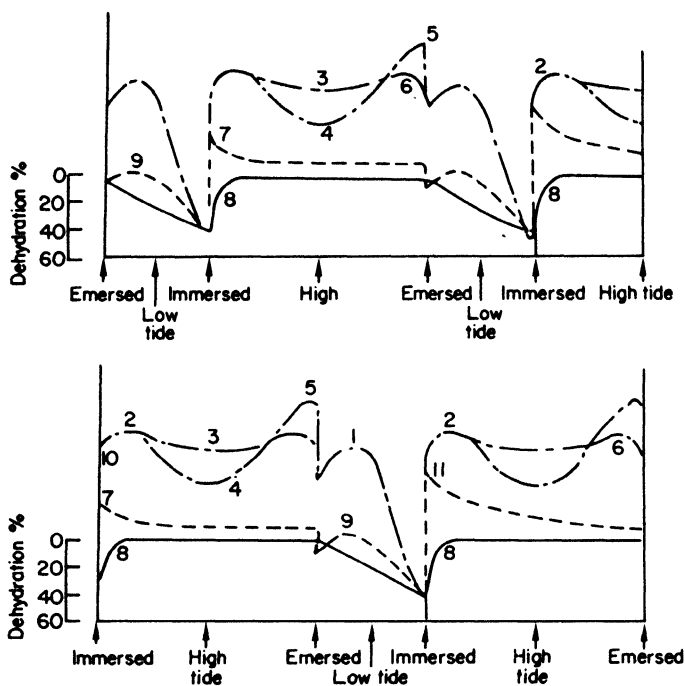 5
3
2
6
7
4
9
0
20
40
60
Dehydration %
8
8
Emersed
Immersed
High
Emersed
Immersed
High tide
Low
tide
Low
tide
5
2
3
1
2
10
4
11
6
7
9
0
20
40
60
Dehydration %
8
8
Immersed
High
tide
Emersed
Low tide
Immersed
High
tide
Emersed